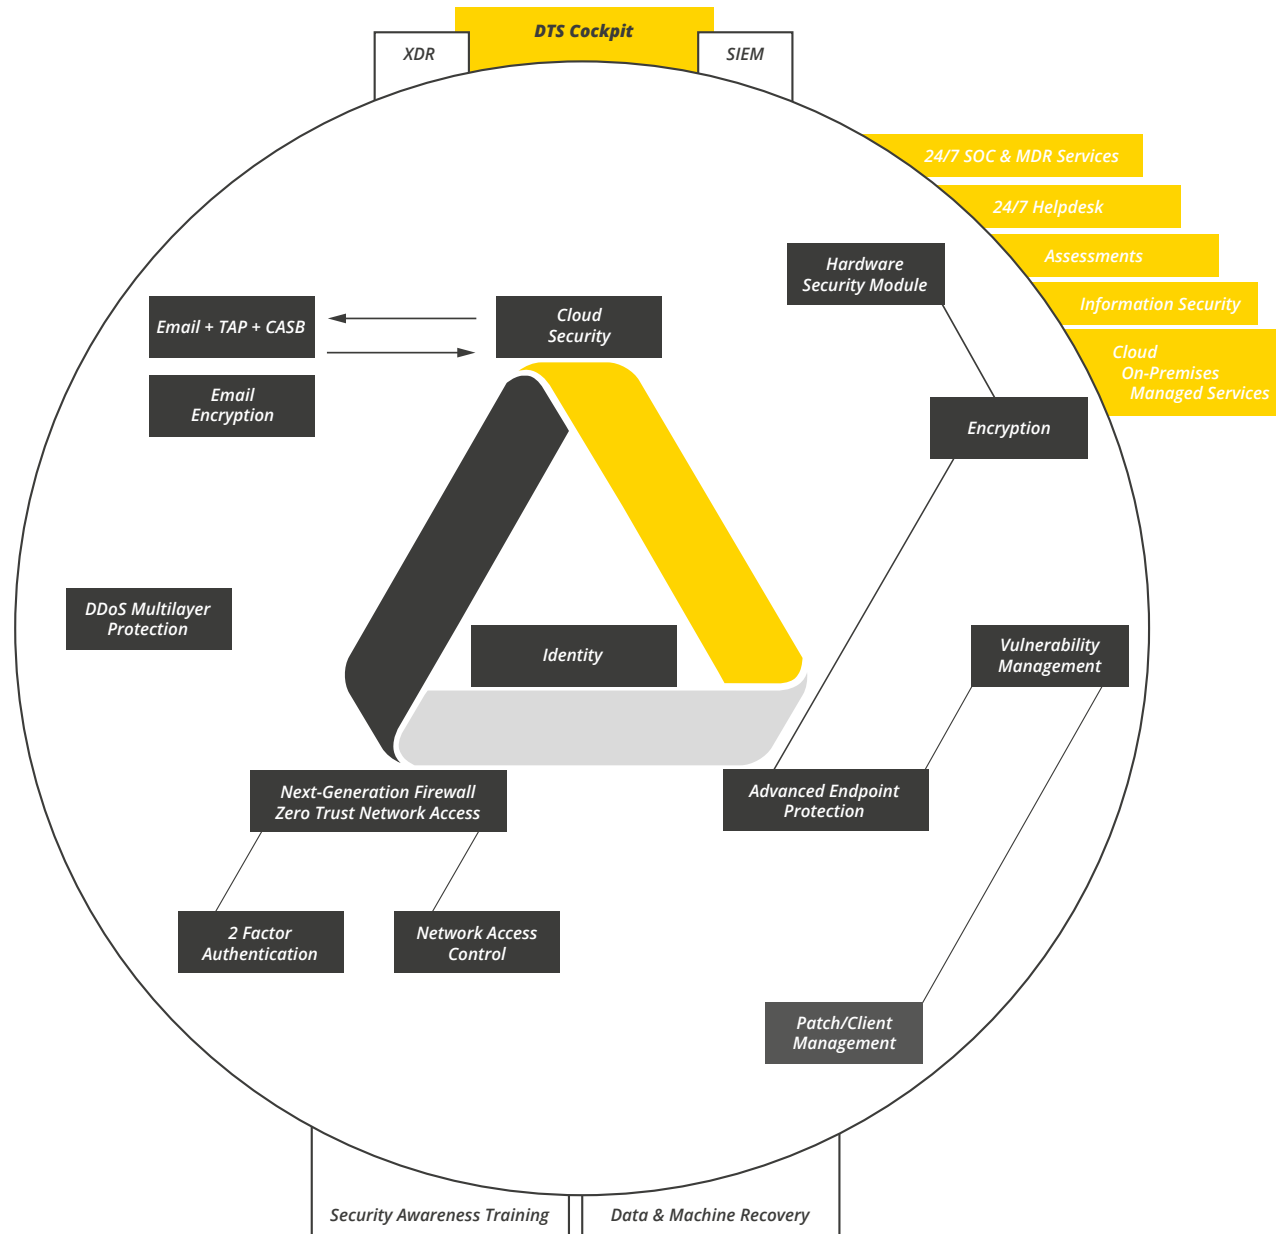 DTS Cockpit
XDR
SIEM
24/7 SOC & MDR Services
24/7 Helpdesk
Assessments
Information Security
Cloud
On-Premises
Managed Services
Hardware
Security Module
Email + TAP + CASB
Cloud
Security
Email
Encryption
Encryption
DDoS Multilayer
Protection
Identity
Vulnerability
Management
Next-Generation Firewall
Zero Trust Network Access
Advanced Endpoint
Protection
2 Factor
Authentication
Network Access
Control
Patch/Client
Management
Security Awareness Training
Data & Machine Recovery